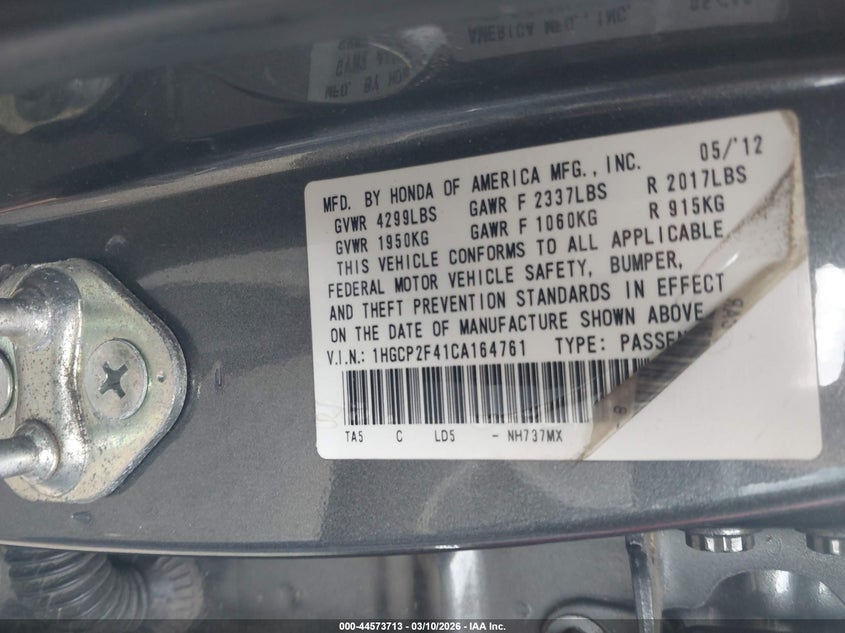 MFD. BY HONDA OF AMERICA MFG., INC. 05/'12
GVWR 4299LBS GAWR F 2337LBS R 2017LBS
GVWR 1950KG GAWR F 1060KG R 915KG
THIS VEHICLE CONFORMS TO ALL APPLICABLE
FEDERAL MOTOR VEHICLE SAFETY, BUMPER,
AND THEFT PREVENTION STANDARDS IN EFFECT
ON THE DATE OF MANUFACTURE SHOWN ABOVE.
V.I.N.: 1HGCP2F41CA164761 TYPE: PASSEN
TA5 C LD5 - NH737MX
000-44573713 - 03/10/2026 - IAA Inc.